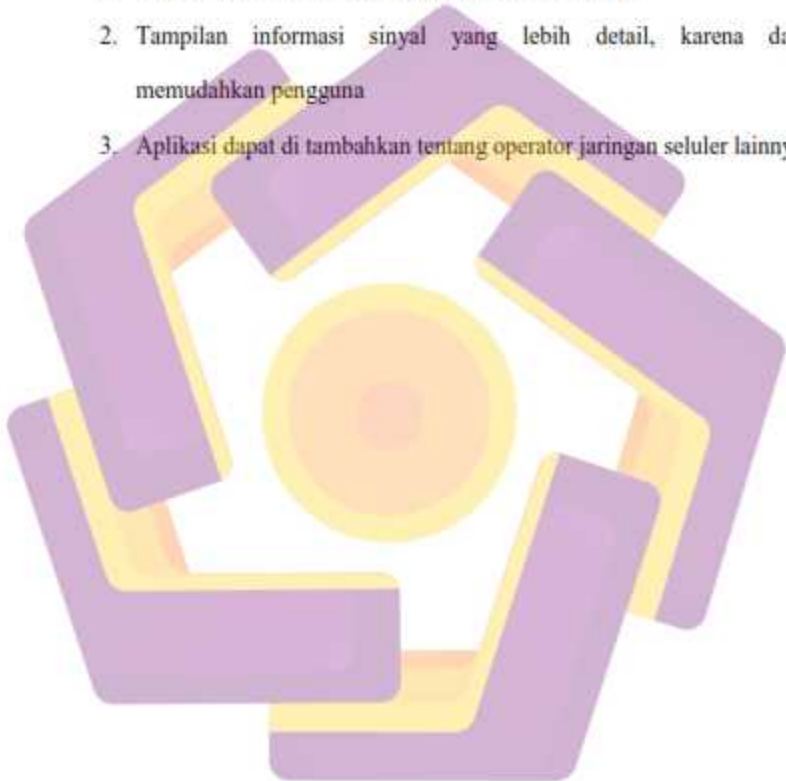 2. Tampilan informasi sinyal yang lebih detail, karena
memudahkan pengguna
3. Aplikasi dapat di tambahkan tentang operator jaringan seluler